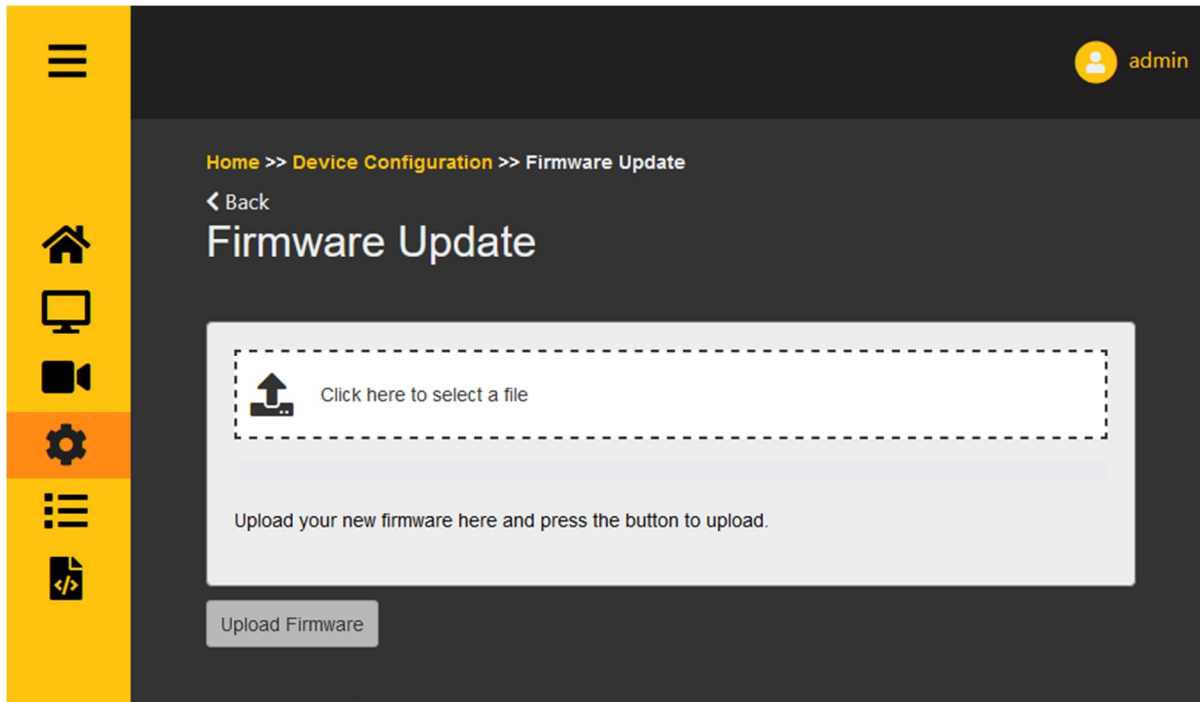 admin
Home >> Device Configuration >> Firmware Update
Back
Firmware Update
Click here to select a file
Upload your new firmware here and press the button to upload.
Upload Firmware